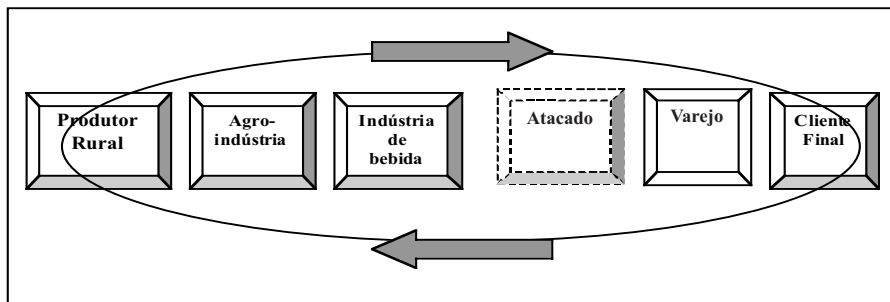 Produtor
Rural
Agro-
indústria
Indústria
de
bebida
Atacado
Varejo
Cliente
Final